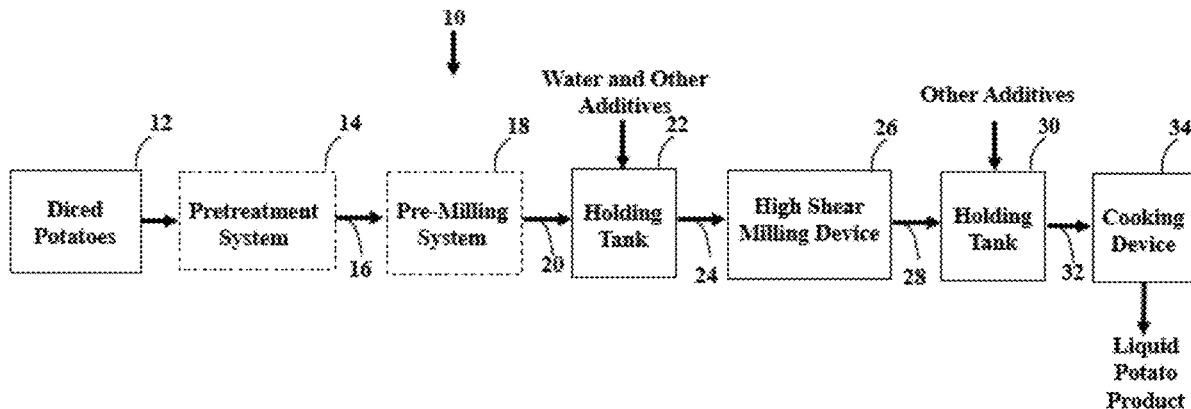 10
Water and Other
Additives
Other Additives
12
14
18
22
26
30
34
Diced
Potatoes
Pretreatment
System
Pre-Milling
System
Holding
Tank
High Shear
Milling Device
Holding
Tank
Cooking
Device
16
20
24
28
32
Liquid
Potato
Product